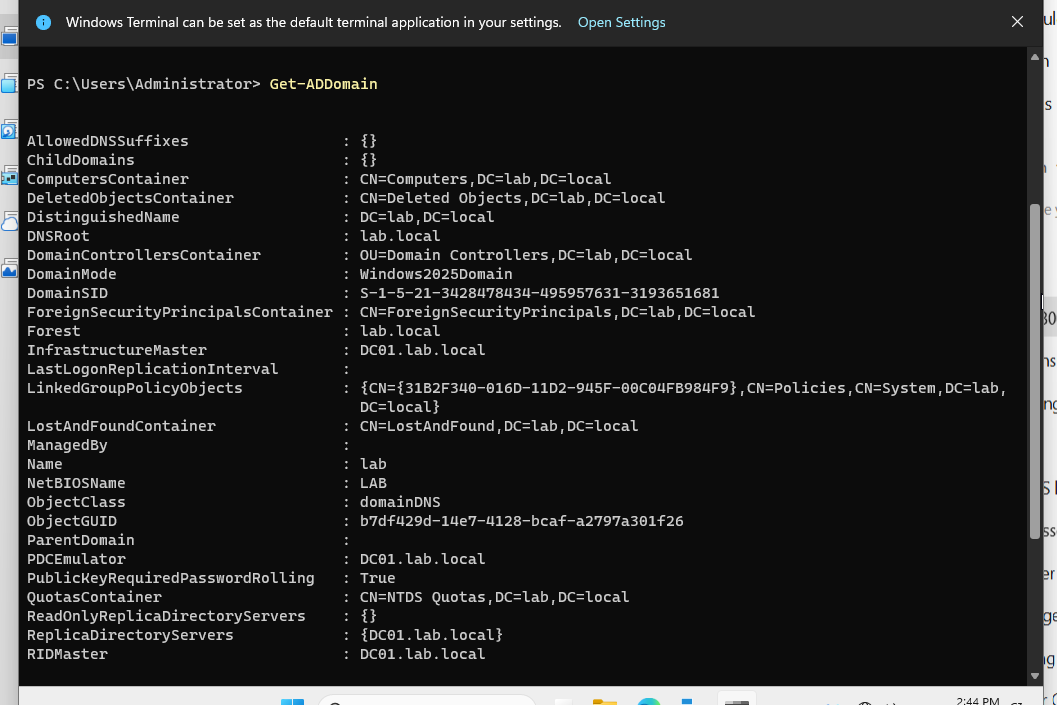 Windows Terminal can be set as the default terminal application in your settings. Open Settings
PS C:\Users\Administrator> Get-ADDomain
AllowedDNSSuffixes : {}
ChildDomains : {}
ComputersContainer : CN=Computers,DC=lab,DC=local
DeletedObjectsContainer : CN=Deleted Objects,DC=lab,DC=local
DistinguishedName : DC=lab,DC=local
DNSRoot : lab.local
DomainControllersContainer : OU=Domain Controllers,DC=lab,DC=local
DomainMode : Windows2025Domain
DomainSID : S-1-5-21-3428478434-495957631-3193651681
ForeignSecurityPrincipalsContainer : CN=ForeignSecurityPrincipals,DC=lab,DC=local
Forest : lab.local
InfrastructureMaster : DC01.lab.local
LastLogonReplicationInterval :
LinkedGroupPolicyObjects : {CN={31B2F340-016D-11D2-945F-00C04FB984F9},CN=Policies,CN=System,DC=lab,
DC=local}
LostAndFoundContainer : CN=LostAndFound,DC=lab,DC=local
ManagedBy :
Name : lab
NetBIOSName : LAB
ObjectClass : domainDNS
ObjectGUID : b7df429d-14e7-4128-bcaf-a2797a301f26
ParentDomain :
PDCEmulator : DC01.lab.local
PublicKeyRequiredPasswordRolling : True
QuotasContainer : CN=NTDS Quotas,DC=lab,DC=local
ReadOnlyReplicaDirectoryServers : {}
ReplicaDirectoryServers : {DC01.lab.local}
RIDMaster : DC01.lab.local
2:44 PM